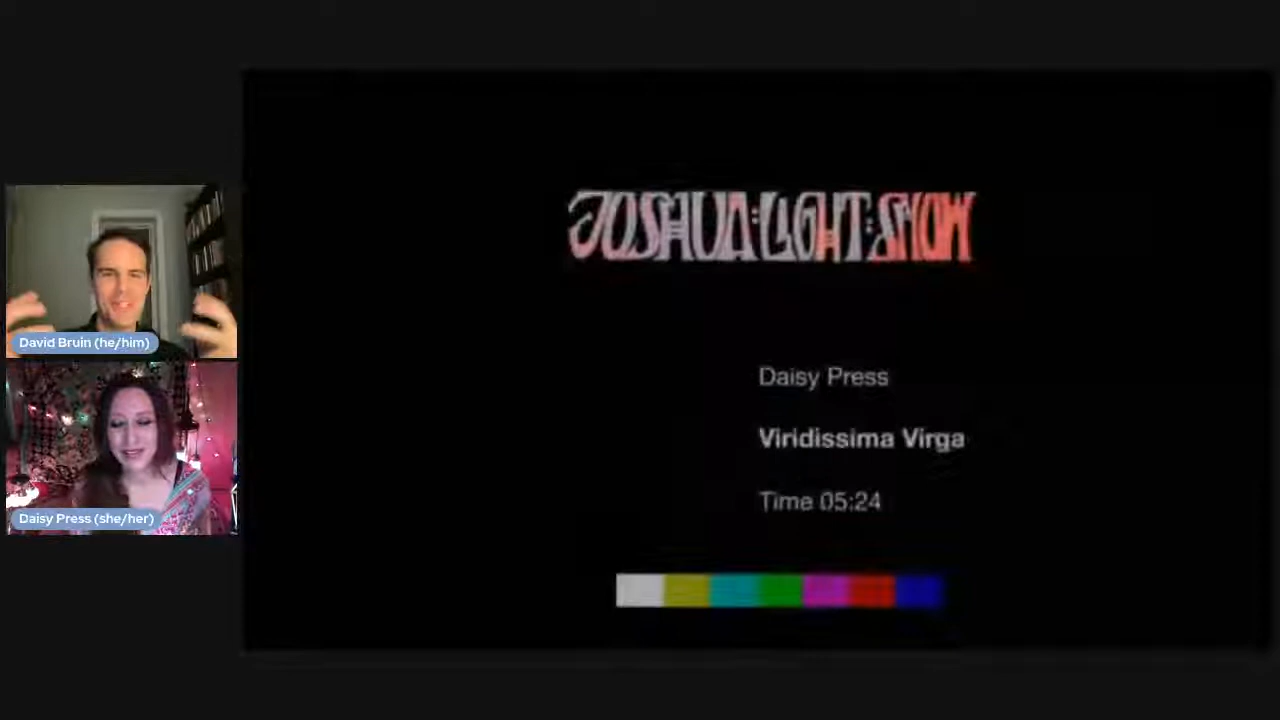 JOSHUA:LIGHT:SHOW
David Bruin (he/him)
Daisy Press
Viridissima Virga
Time 05:24
Daisy Press (she/her)